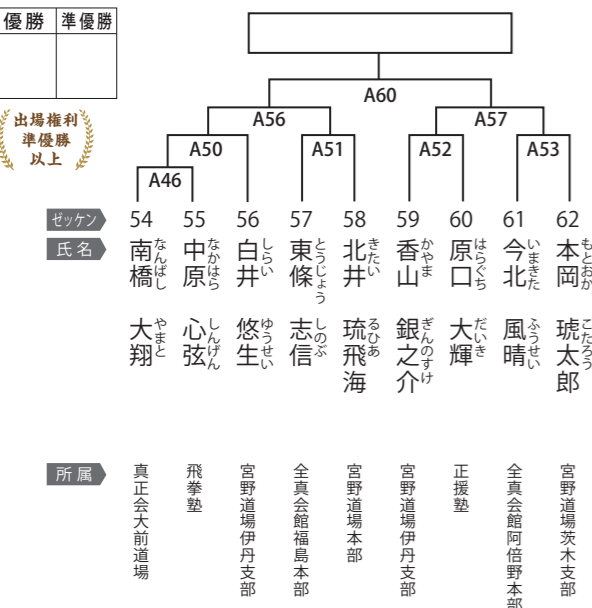 優勝 準優勝
出場権利
準優勝
以上
A60
A56 A57
A50 A51 A52 A53
A46
ゼッケン 54 55 56 57 58 59 60 61 62
氏名
南橋 大翔
なんばし やまと
中原 心弦
なかはら しんげん
白井 悠生
しらい ゆうせい
東條 志信
とうじょう しのぶ
北井 琉飛海
きたい るひあ
香山 銀之介
かやま ぎんのすけ
原口 大輝
はらぐち だいき
今北 風晴
いまきた ふうせい
本岡 琥太郎
もとおか こたろう
所属
真正会大前道場
飛拳塾
宮野道場伊丹支部
全真会館福島本部
宮野道場本部
宮野道場伊丹支部
正援塾
全真会館阿倍野本部
宮野道場茨木支部